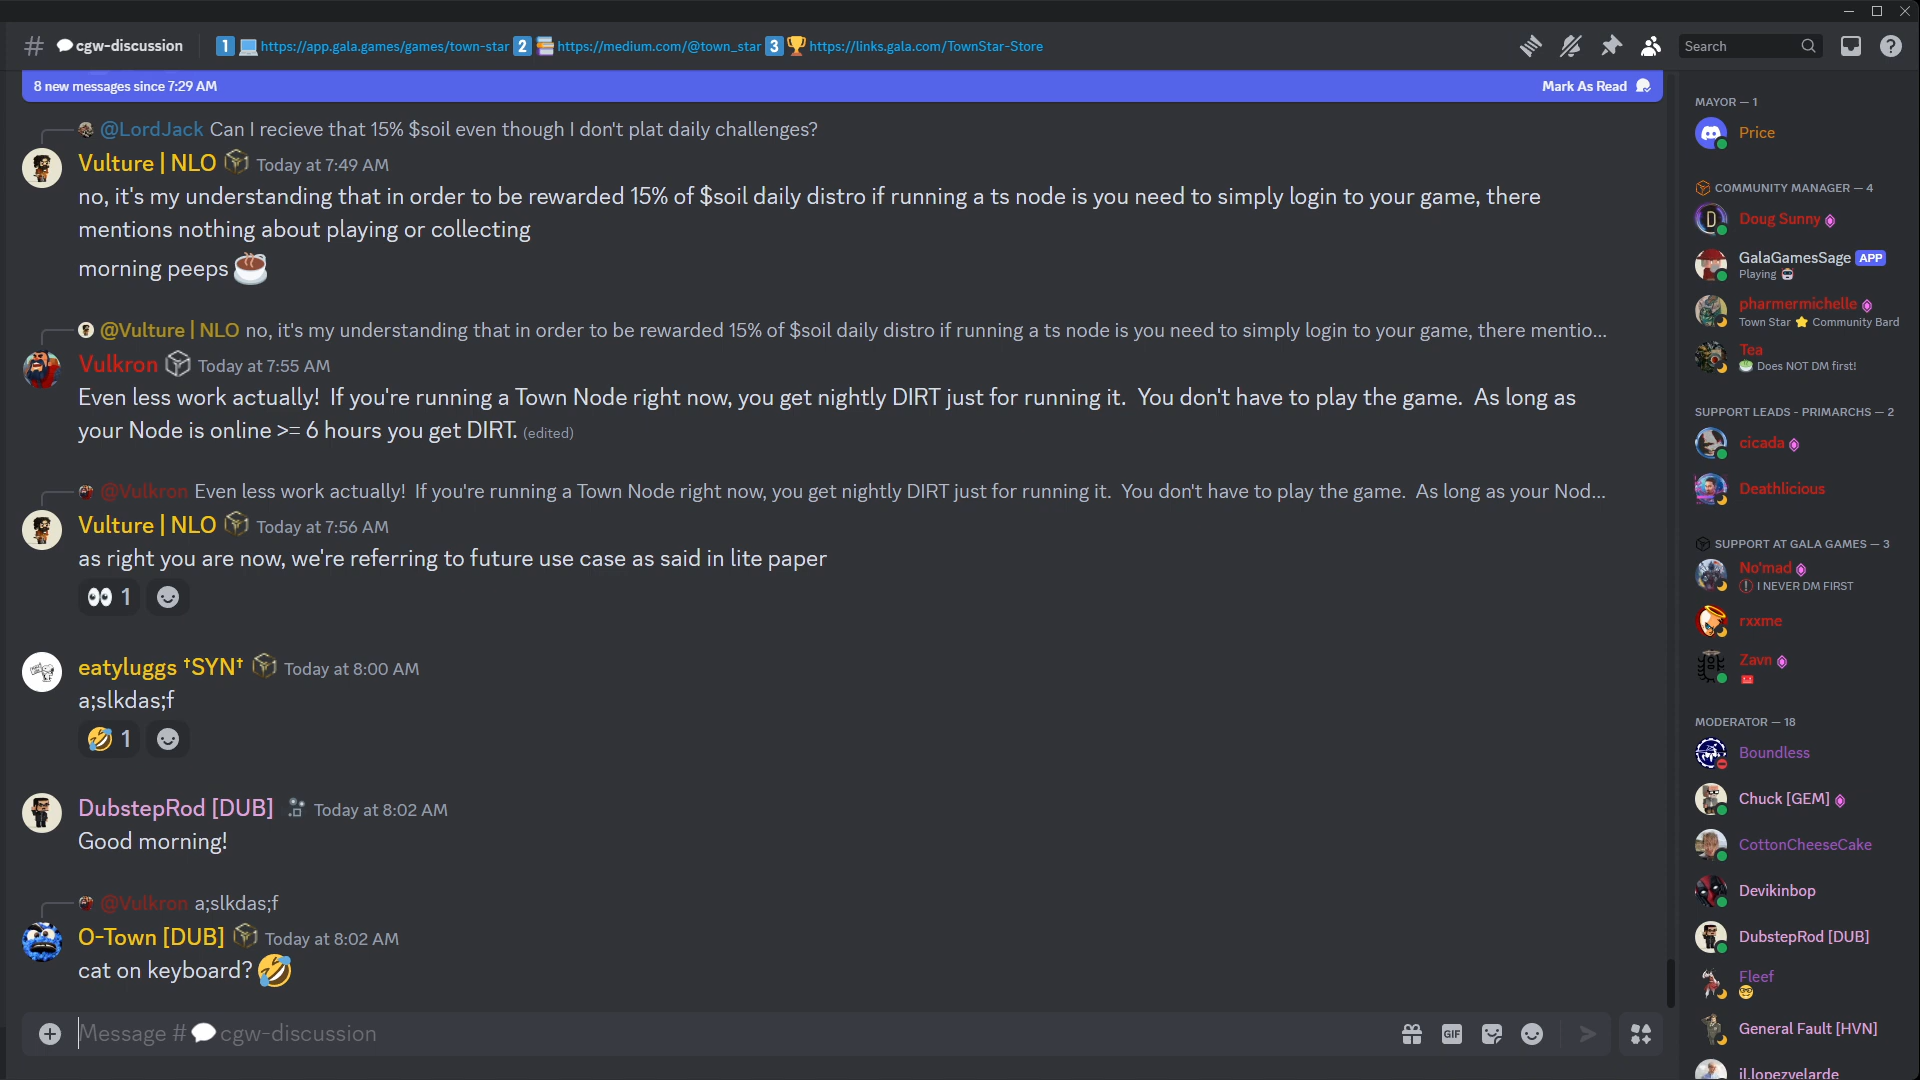 cgw-discussion
1 https://app.gala.games/games/town-star 2 https://medium.com/@town_star 3 https://links.gala.com/TownStar-Store
Search
8 new messages since 7:29 AM
Mark As Read
@LordJack Can I recieve that 15% $soil even though I don't plat daily challenges?
Vulture | NLO Today at 7:49 AM
no, it's my understanding that in order to be rewarded 15% of $soil daily distro if running a ts node is you need to simply login to your game, there
mentions nothing about playing or collecting
morning peeps
@Vulture | NLO no, it's my understanding that in order to be rewarded 15% of $soil daily distro if running a ts node is you need to simply login to your game, there mentio...
Vulkron Today at 7:55 AM
Even less work actually! If you're running a Town Node right now, you get nightly DIRT just for running it. You don't have to play the game. As long as
your Node is online >= 6 hours you get DIRT. (edited)
@Vulkron Even less work actually! If you're running a Town Node right now, you get nightly DIRT just for running it. You don't have to play the game. As long as your Nod...
Vulture | NLO Today at 7:56 AM
as right you are now, we're referring to future use case as said in lite paper
1
eatyluggs †SYN† Today at 8:00 AM
a;slkdas;f
1
DubstepRod [DUB] Today at 8:02 AM
Good morning!
@Vulkron a;slkdas;f
O-Town [DUB] Today at 8:02 AM
cat on keyboard?
Message # cgw-discussion
GIF
MAYOR — 1
Price
COMMUNITY MANAGER — 4
Doug Sunny
GalaGamesSage APP
Playing
pharmermichelle
Town Star Community Bard
Tea
Does NOT DM first!
SUPPORT LEADS - PRIMARCHS — 2
cicada
Deathlicious
SUPPORT AT GALA GAMES — 3
No'mad
I NEVER DM FIRST
rxxme
Zavn
MODERATOR — 18
Boundless
Chuck [GEM]
CottonCheeseCake
Devikinbop
DubstepRod [DUB]
Fleef
General Fault [HVN]
il.lopezvelarde